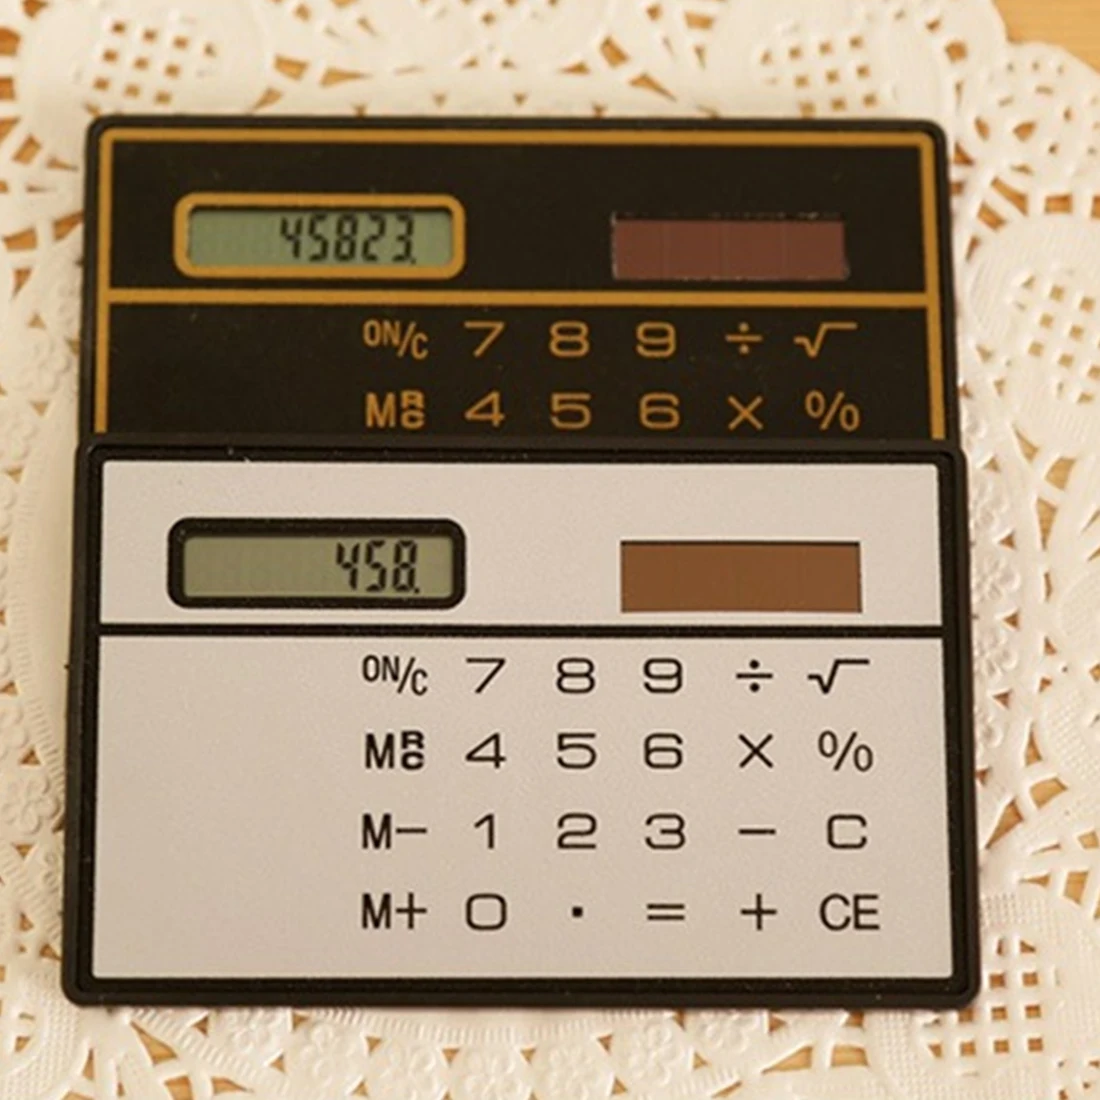 45823.
ON/C 7 8 9 ÷ √
MRC 4 5 6 × %
458.
ON/C 7 8 9 ÷ √
MRC 4 5 6 × %
M− 1 2 3 − C
M+ 0 . = + CE